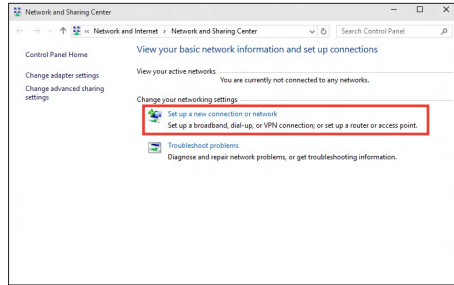 Network and Sharing Center
« Network and Internet > Network and Sharing Center
Search Control Panel
Control Panel Home
Change adapter settings
Change advanced sharing
settings
View your basic network information and set up connections
View your active networks
You are currently not connected to any networks.
Change your networking settings
Set up a new connection or network
Set up a broadband, dial-up, or VPN connection; or set up a router or access point.
Troubleshoot problems
Diagnose and repair network problems, or get troubleshooting information.